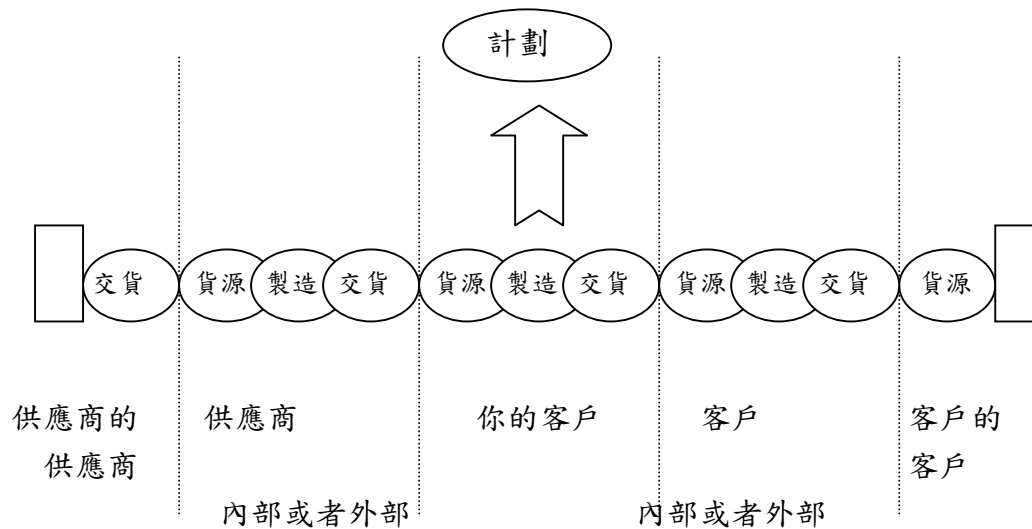 計劃
交貨 貨源 製造 交貨 貨源 製造 交貨 貨源 製造 交貨 貨源
供應商的 供應商 你的客戶 客戶 客戶的
供應商 客戶
內部或者外部 內部或者外部